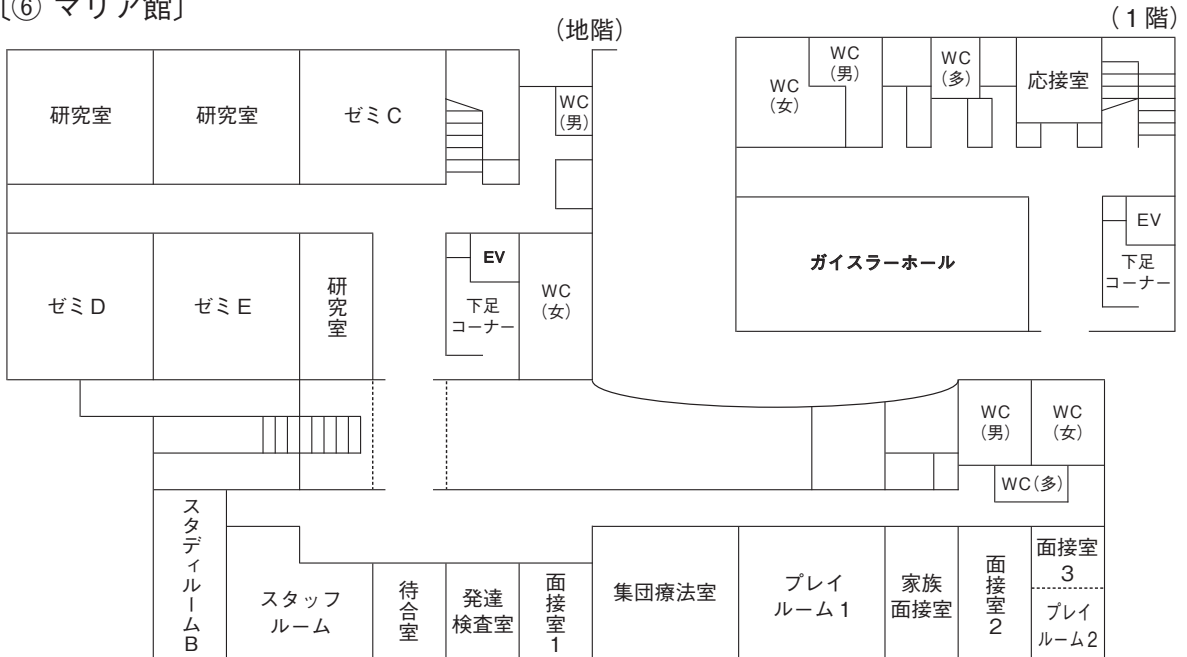 〔⑥ マリア館〕
(地階)
(1階)
研究室
研究室
ゼミC
WC
(男)
WC
(女)
WC
(男)
WC
(多)
応接室
ゼミD
ゼミE
研究室
EV
下足
コーナー
WC
(女)
ガイスラーホール
EV
下足
コーナー
WC
(男)
WC
(女)
WC(多)
スタディルームB
スタッフ
ルーム
待合室
発達
検査室
面接室1
集団療法室
プレイ
ルーム1
家族
面接室
面接室2
面接室
3
プレイ
ルーム2